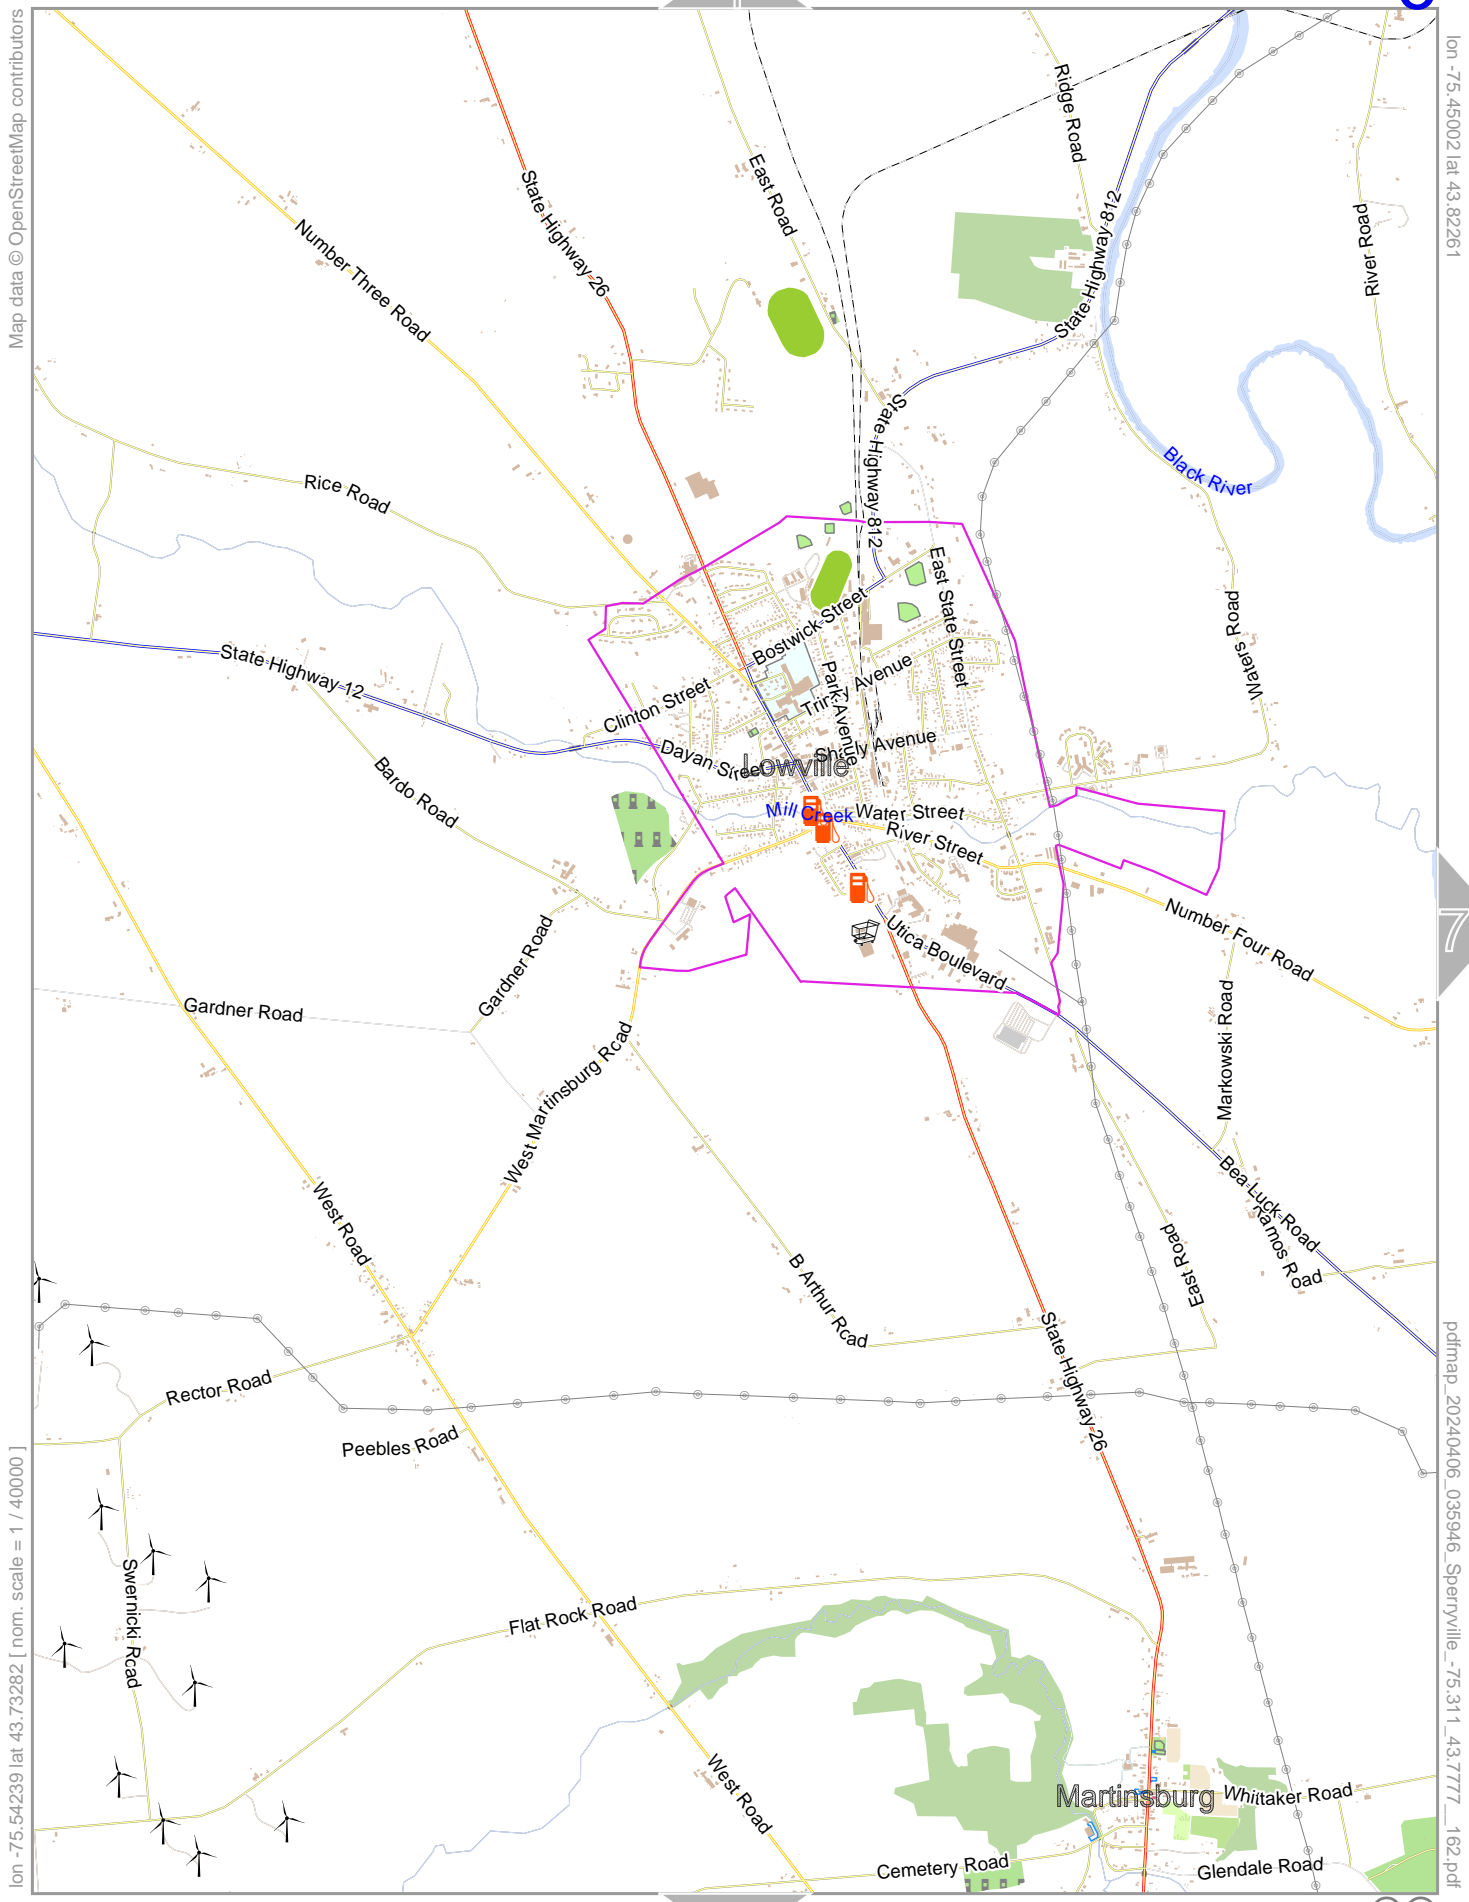 Map data © OpenStreetMap contributors
lon -75.45002 lat 43.82261
Ridge Road
East Road
State Highway 26
State Highway 812
River Road
Number Three Road
State Highway 812
Black River
Rice Road
East State Street
Waters Road
Bostwick Street
State Highway 12
Clinton Street
Park Avenue
Trinity Avenue
Dayan Street
Shady Avenue
Lowville
Bardo Road
Mill Creek
Water Street
River Street
Number Four Road
Utica Boulevard
7
Gardner Road
Gardner Road
Markowski Road
West Martinsburg Road
West Road
Bea Luck Road
Ramos Road
East Road
B Arthur Road
State Highway 26
Rector Road
Peebles Road
Swernicki Road
Flat Rock Road
West Road
Martinsburg
Whittaker Road
Cemetery Road
Glendale Road
lon -75.54239 lat 43.73282 [ nom. scale = 1 / 40000 ]
pdfmap_20240406_035946_Sperryville_-75.311_43.7777__162.pdf